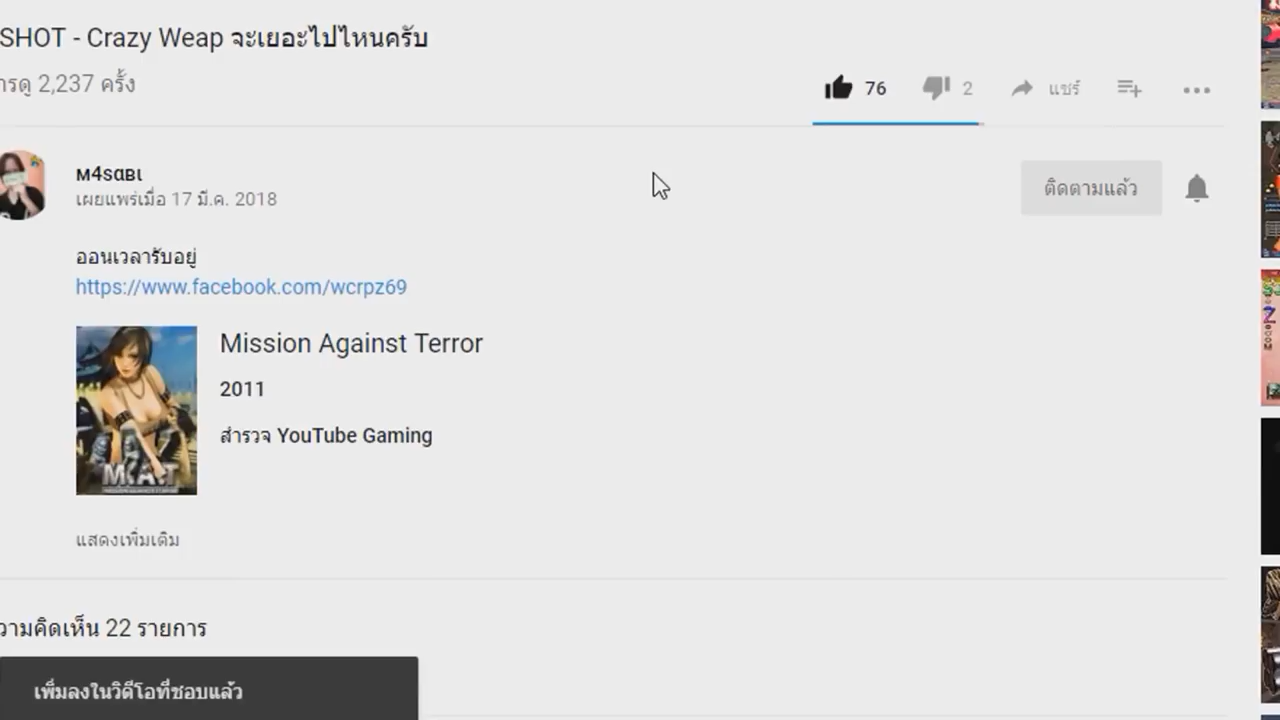 SHOT - Crazy Weap จะเยอะไปไหนครับ
ารดู 2,237 ครั้ง
76
2
แชร์
ᴍ4sɑʙɩ
เผยแพร่เมื่อ 17 มี.ค. 2018
ติดตามแล้ว
ออนเวลารับอยู่
https://www.facebook.com/wcrpz69
Mission Against Terror
2011
สำรวจ YouTube Gaming
M.A.T
แสดงเพิ่มเติม
วามคิดเห็น 22 รายการ
เพิ่มลงในวิดีโอที่ชอบแล้ว